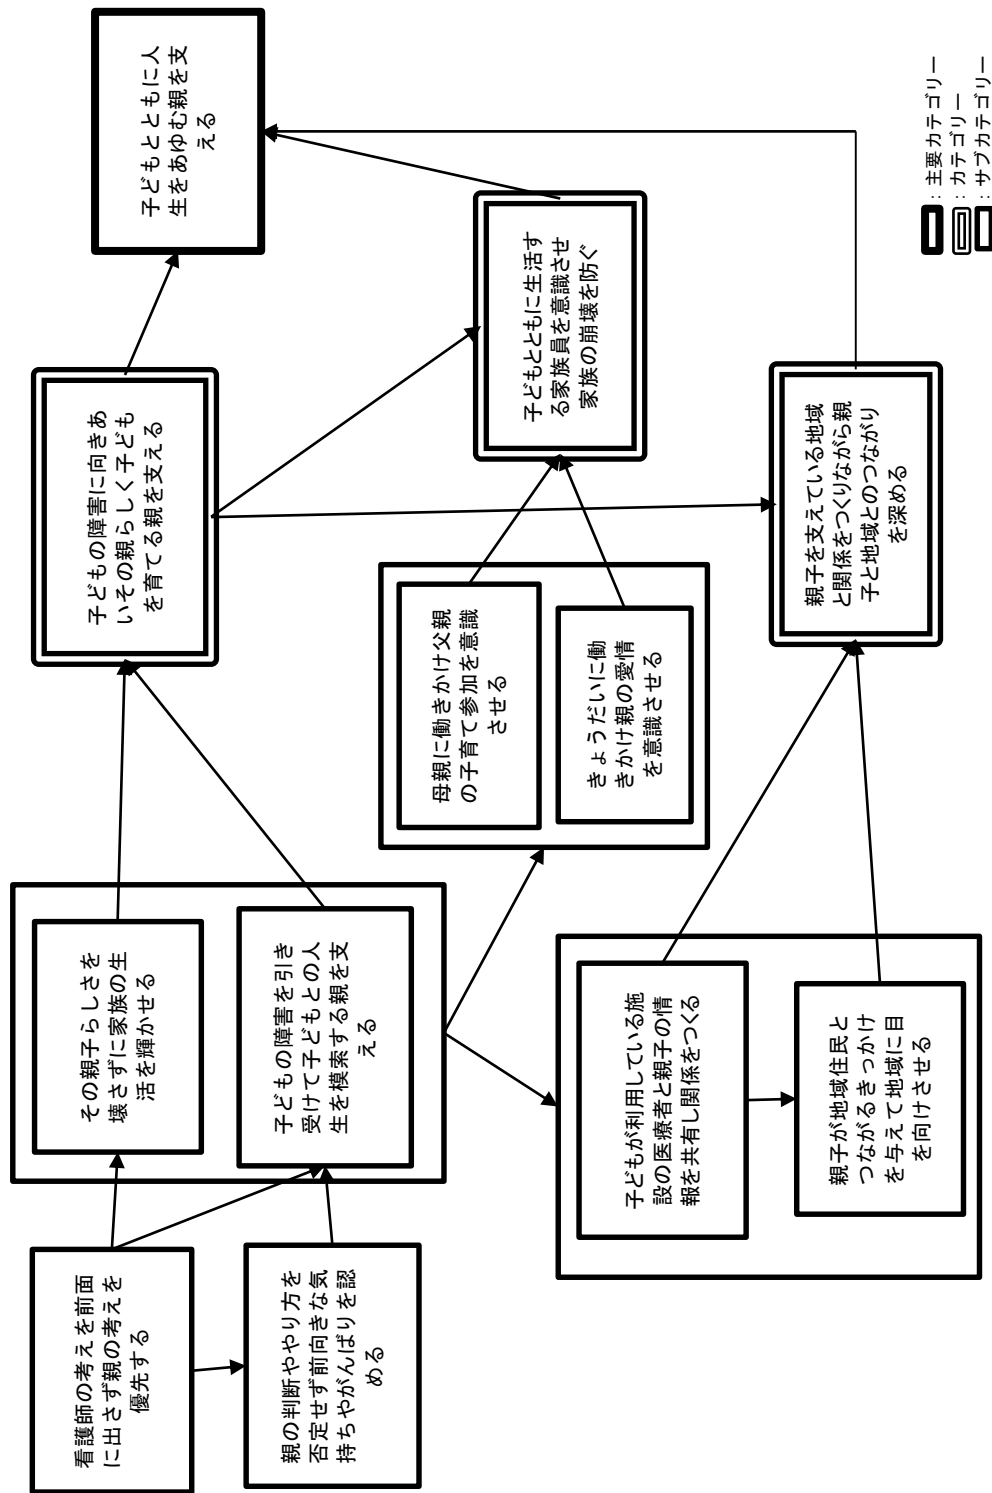 看護師の考えを前面
に出さず親の考えを
優先する
その親子らしさを
壊さずに家族の生
活を輝かせる
子どもの障害に向きあ
いその親らしく子ども
を育てる親を支える
子どもとともに人
生をあゆむ親を支
える
親の判断ややり方を
否定せず前向きな気
持ちやがんばりを認
める
子どもの障害を引き
受けて子どもとの人
生を模索する親を支
える
母親に働きかけ父親
の子育て参加を意識
させる
きょうだいに働
きかけ親の愛情
を意識させる
子どもとともに生活す
る家族員を意識させ
家族の崩壊を防ぐ
子どもが利用している施
設の医療者と親子の情
報を共有し関係をつくる
親子が地域住民と
つながるきっかけ
を与えて地域に目
を向けさせる
親子を支えている地域
と関係をつくりながら親
子と地域とのつながり
を深める
：主要カテゴリー
：カテゴリー
：サブカテゴリー